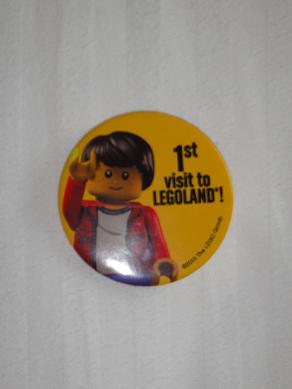 1st
visit to
LEGOLAND®!
©2013 The LEGO Group